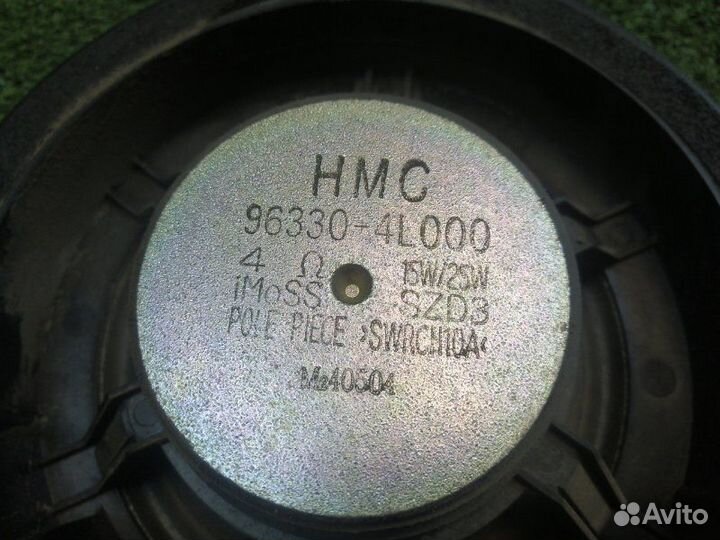 HMC
96330-4L000
4 Ω 15W/25W
iMoSS SZD3
POLE PIECE >SWRCH10A<
40504
Avito